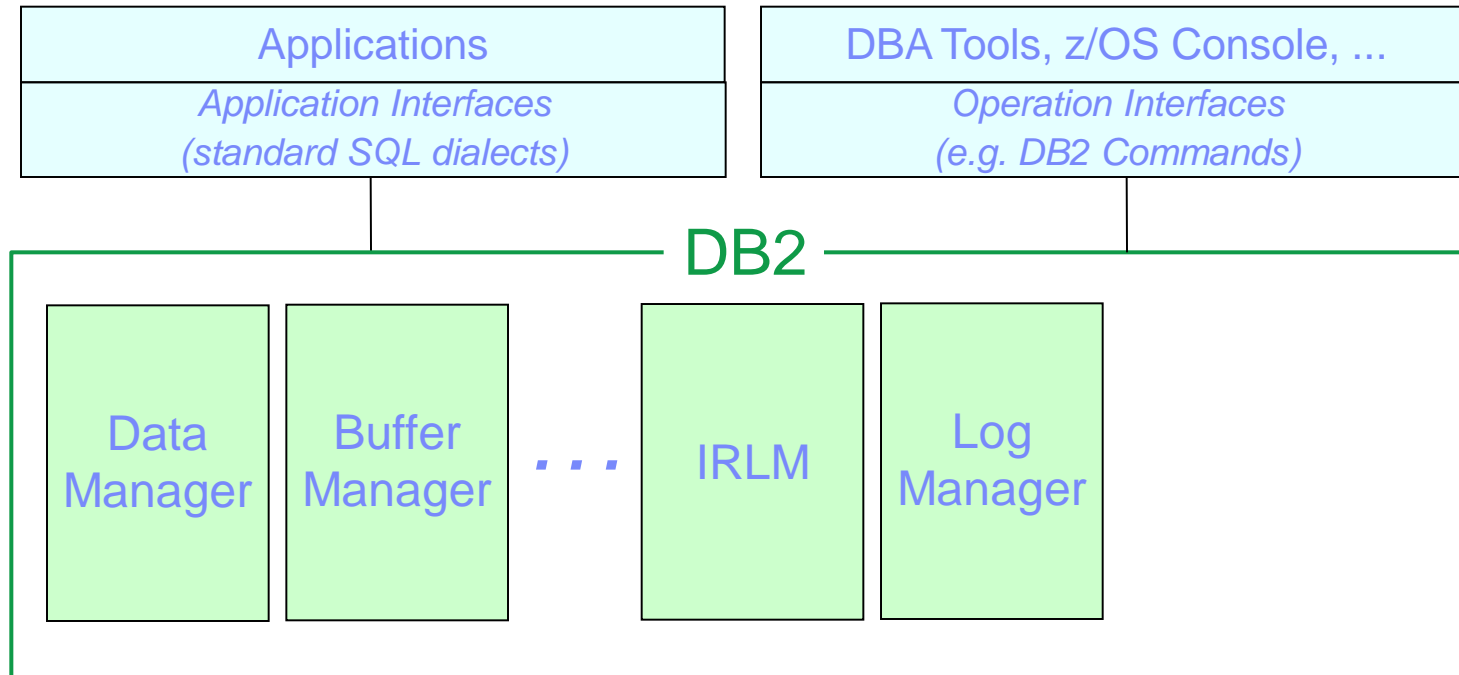 Applications
DBA Tools, z/OS Console, ...
Application Interfaces
(standard SQL dialects)
Operation Interfaces
(e.g. DB2 Commands)
DB2
Data
Manager
Buffer
Manager
. . .
IRLM
Log
Manager